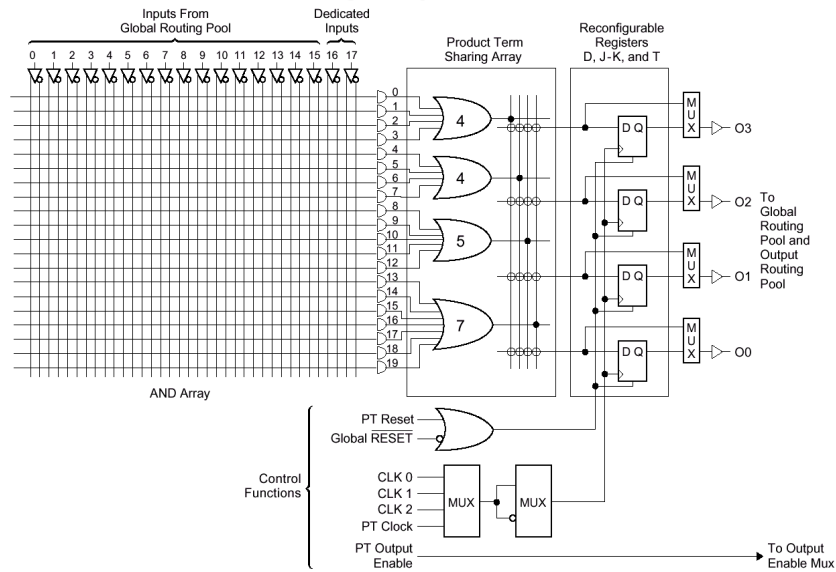 Inputs From
Global Routing Pool
Dedicated
Inputs
0 1 2 3 4 5 6 7 8 9 10 11 12 13 14 15 16 17
Product Term
Sharing Array
Reconfigurable
Registers
D, J-K, and T
0
1
2
3
4
5
6
7
8
9
10
11
12
13
14
15
16
17
18
19
4
4
5
7
D Q
D Q
D Q
D Q
MUX
MUX
MUX
MUX
O3
O2
O1
O0
To
Global
Routing
Pool and
Output
Routing
Pool
AND Array
PT Reset
Global RESET
Control
Functions
CLK 0
CLK 1
CLK 2
PT Clock
MUX
MUX
PT Output
Enable
To Output
Enable Mux